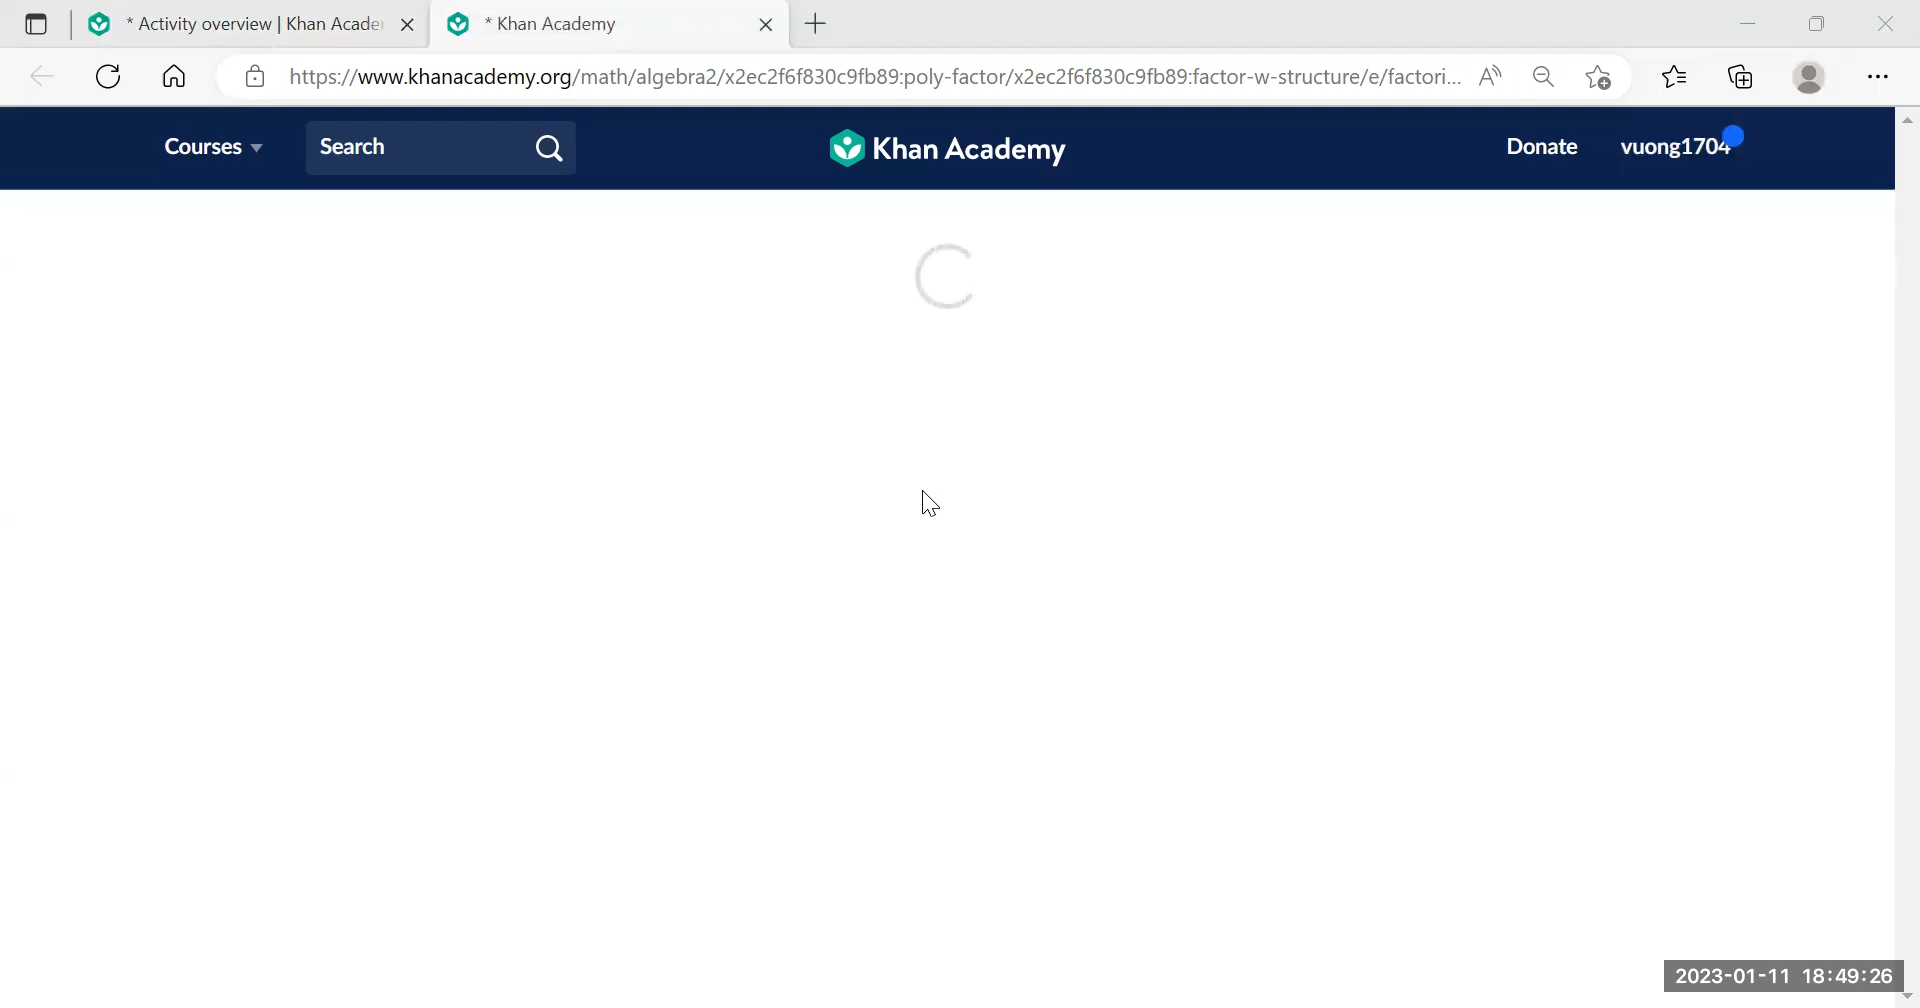 * Activity overview | Khan Acade
* Khan Academy
https://www.khanacademy.org/math/algebra2/x2ec2f6f830c9fb89:poly-factor/x2ec2f6f830c9fb89:factor-w-structure/e/factori...
Courses
Search
Khan Academy
Donate
vuong1704
2023-01-11 18:49:26